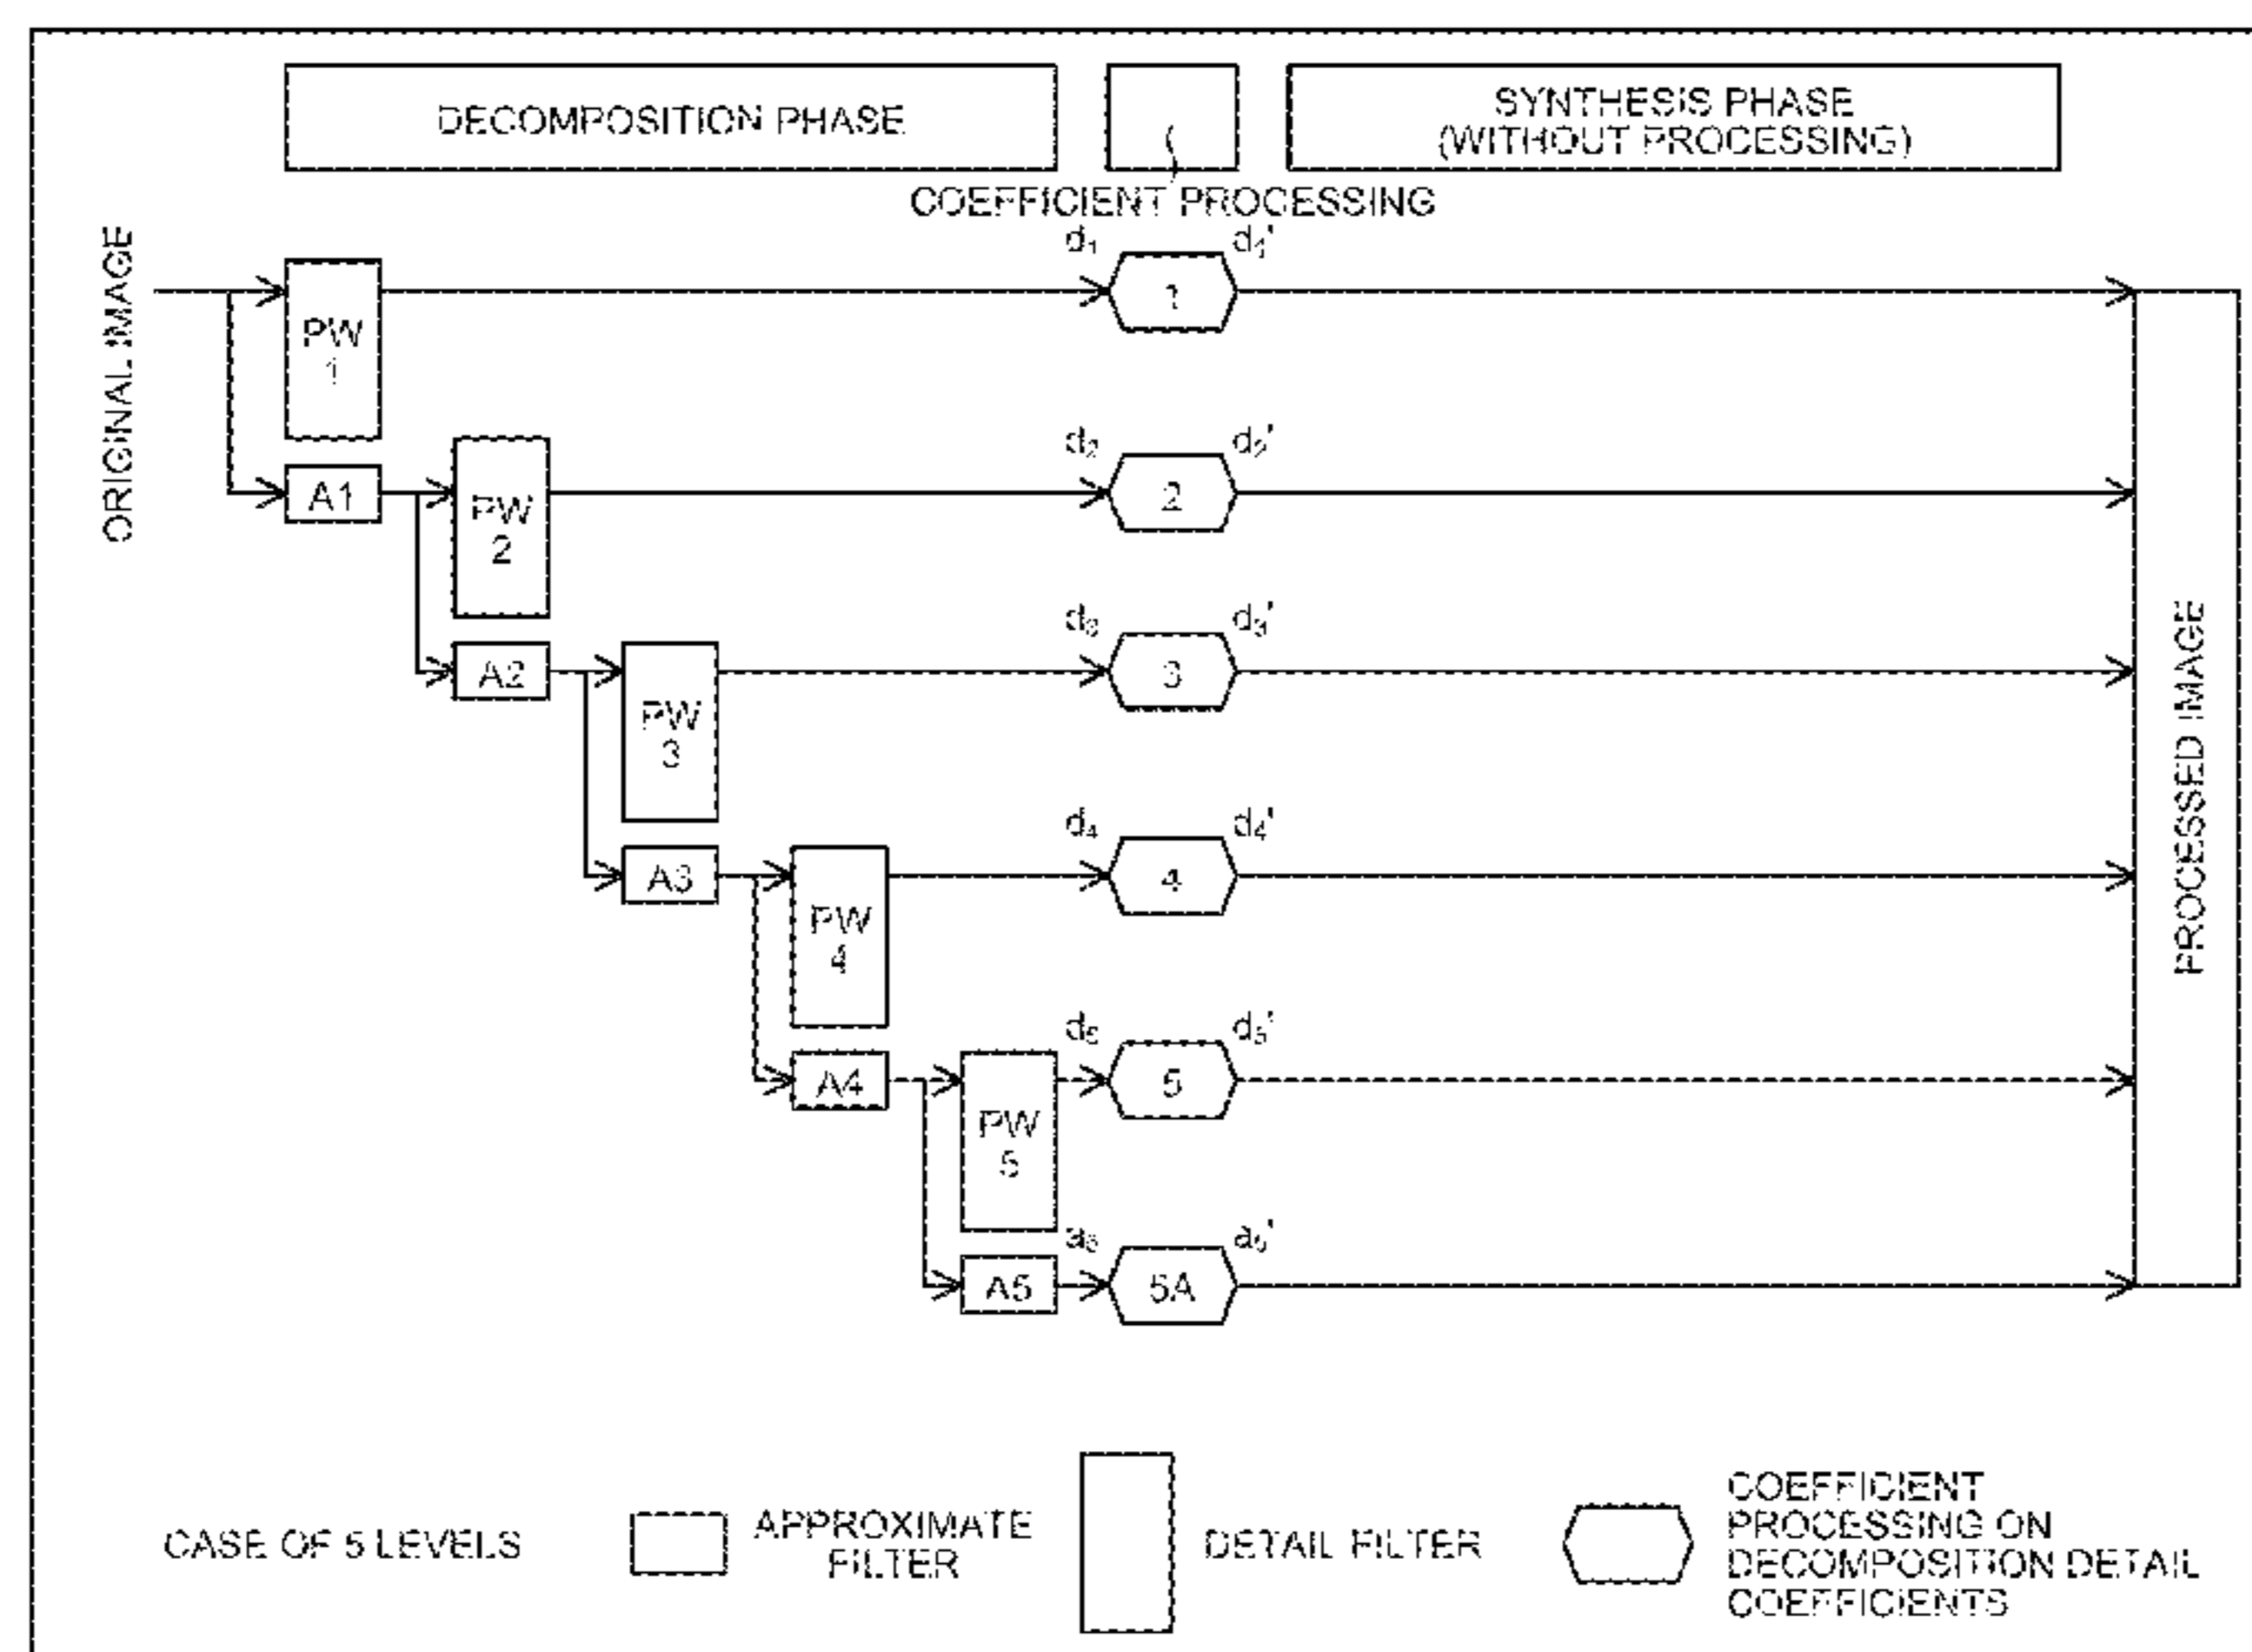 DECOMPOSITION PHASE
SYNTHESIS PHASE
(WITHOUT PROCESSING)
COEFFICIENT PROCESSING
ORIGINAL IMAGE
d₁
d₁'
1
PW
1
A1
d₂
d₂'
2
PW
2
A2
d₃
d₃'
3
PW
3
A3
d₄
d₄'
4
PW
4
A4
d₅
d₅'
5
PW
5
A5
a₅
a₅'
5A
PROCESSED IMAGE
CASE OF 5 LEVELS
APPROXIMATE
FILTER
DETAIL FILTER
COEFFICIENT
PROCESSING ON
DECOMPOSITION DETAIL
COEFFICIENTS